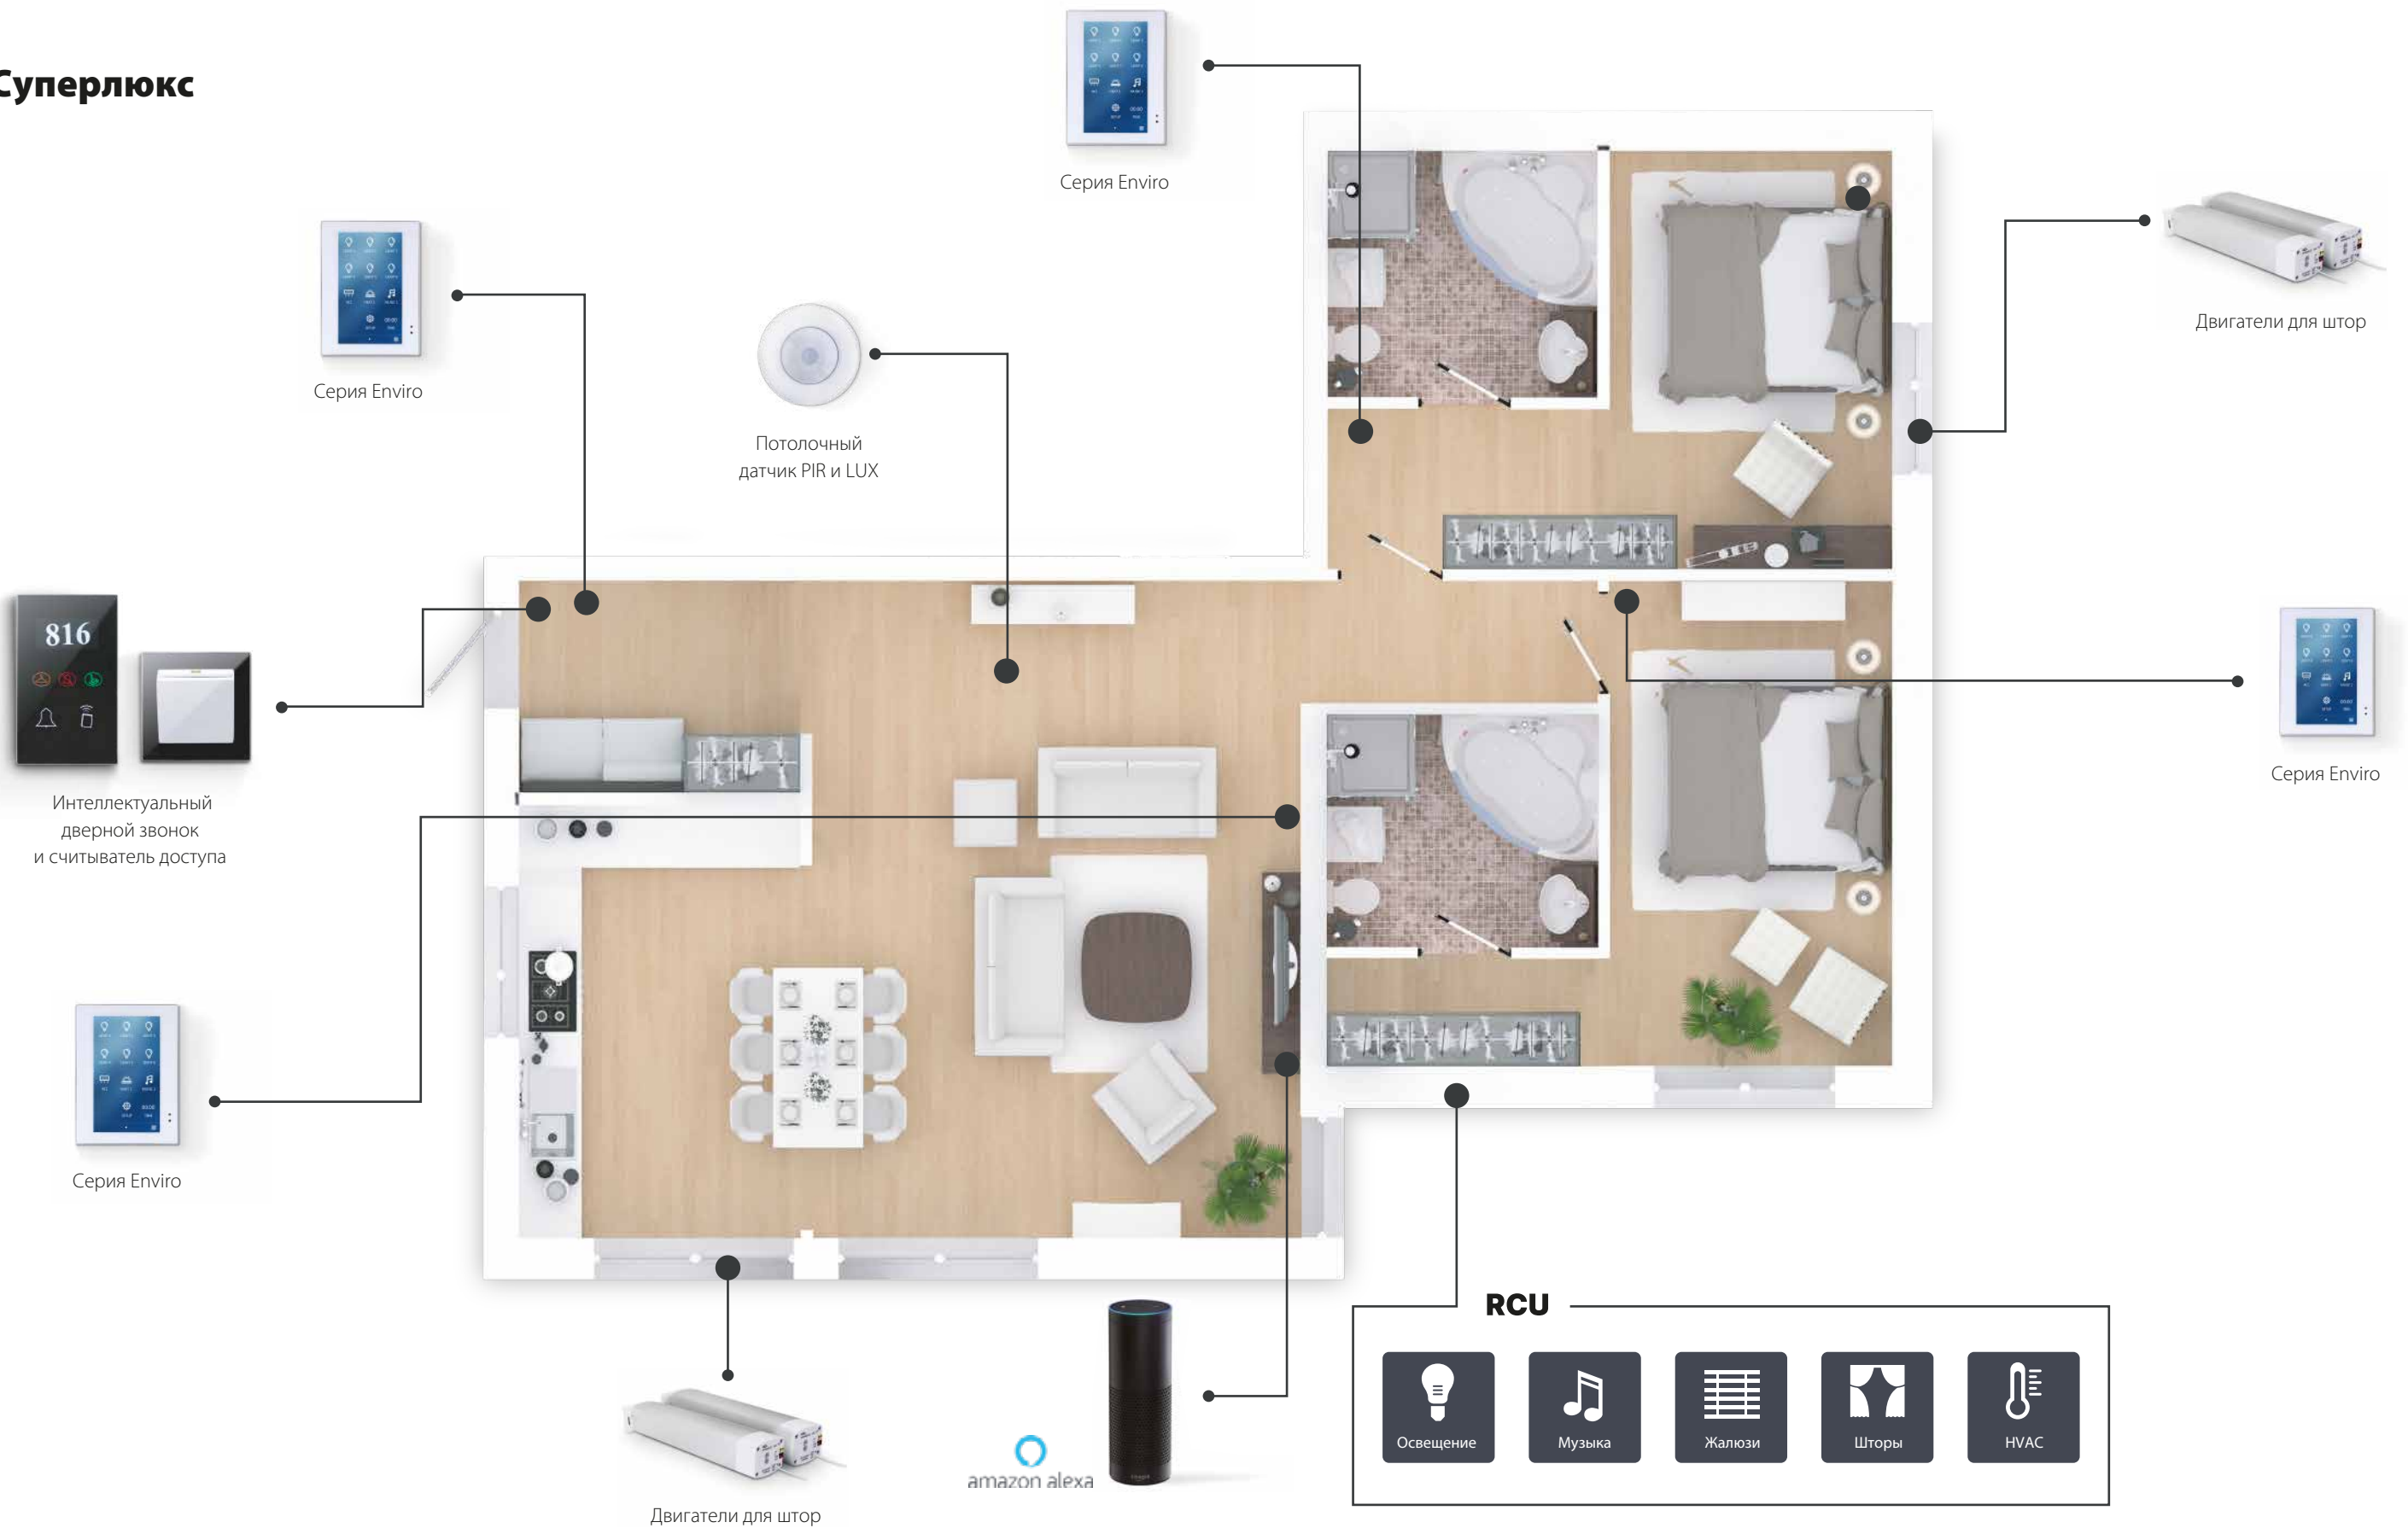 Суперлюкс
Серия Enviro
Серия Enviro
Потолочный
датчик PIR и LUX
Двигатели для штор
816
Интеллектуальный
дверной звонок
и считыватель доступа
Серия Enviro
Серия Enviro
RCU
Освещение
Музыка
Жалюзи
Шторы
HVAC
amazon alexa
Двигатели для штор